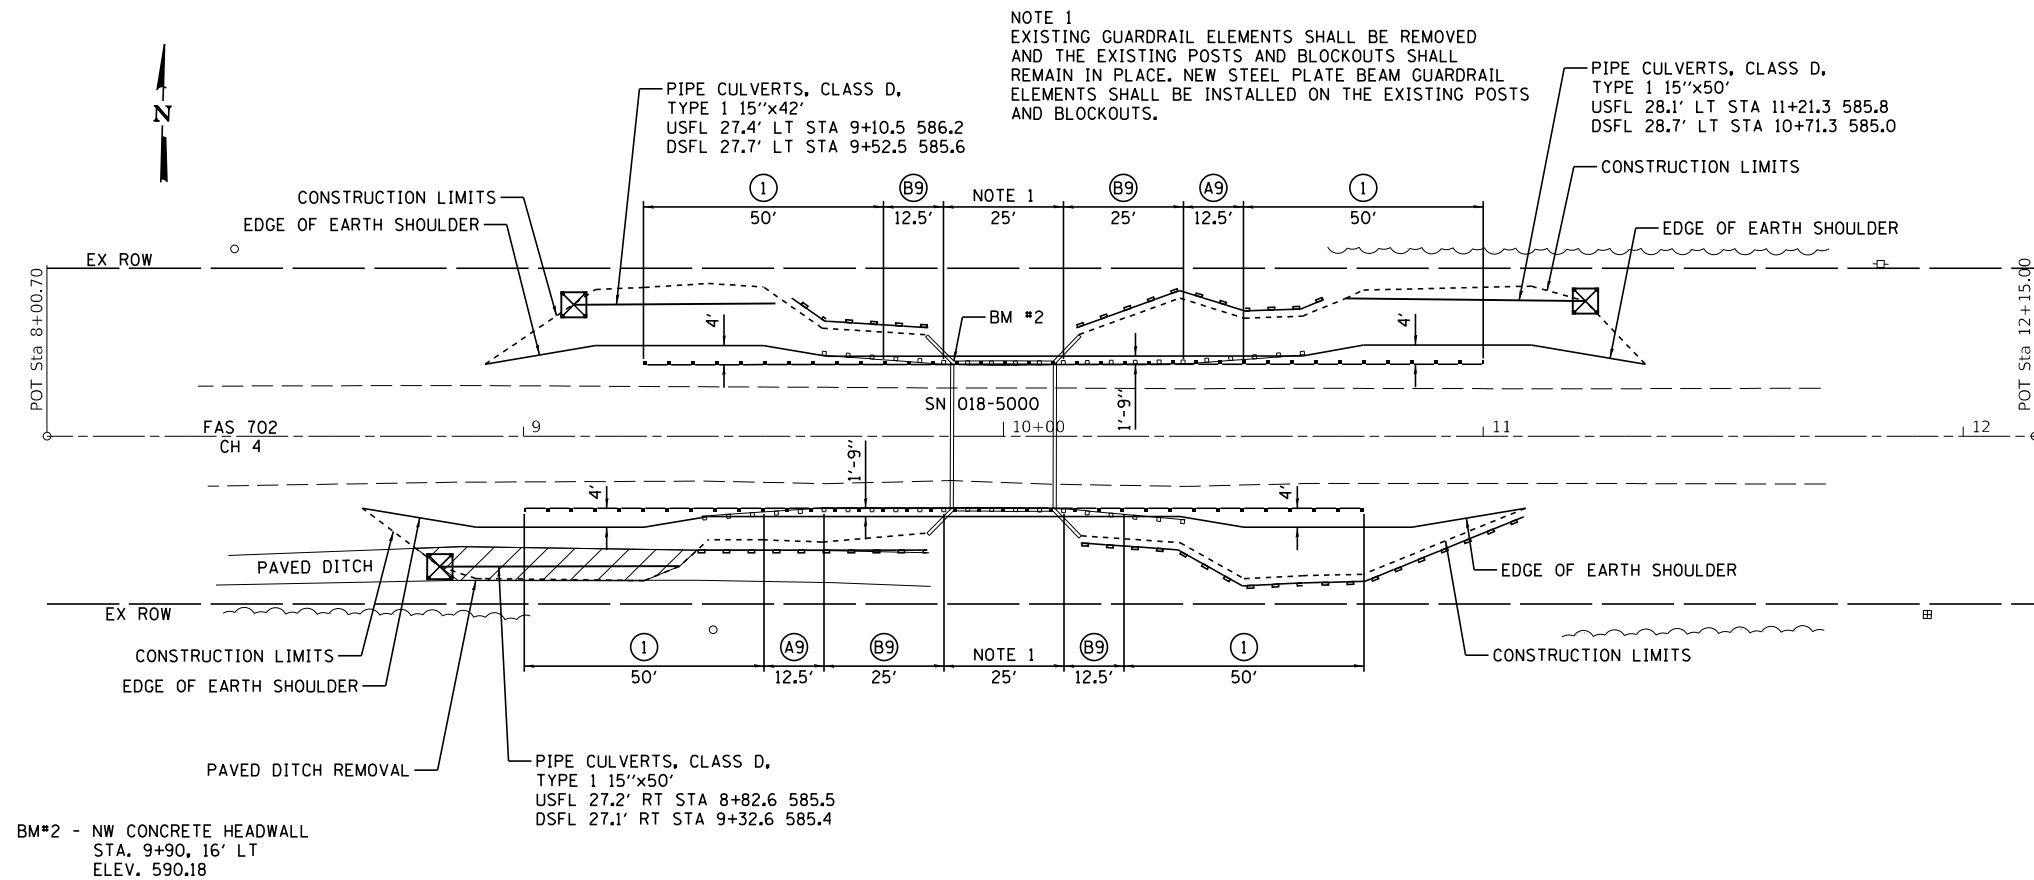 NOTE 1
EXISTING GUARDRAIL ELEMENTS SHALL BE REMOVED
AND THE EXISTING POSTS AND BLOCKOUTS SHALL
REMAIN IN PLACE. NEW STEEL PLATE BEAM GUARDRAIL
ELEMENTS SHALL BE INSTALLED ON THE EXISTING POSTS
AND BLOCKOUTS.
N
PIPE CULVERTS, CLASS D,
TYPE 1 15"x42'
USFL 27.4' LT STA 9+10.5 586.2
DSFL 27.7' LT STA 9+52.5 585.6
PIPE CULVERTS, CLASS D,
TYPE 1 15"x50'
USFL 28.1' LT STA 11+21.3 585.8
DSFL 28.7' LT STA 10+71.3 585.0
CONSTRUCTION LIMITS
CONSTRUCTION LIMITS
EDGE OF EARTH SHOULDER
EDGE OF EARTH SHOULDER
1 B9 NOTE 1 B9 A9 1
50' 12.5' 25' 25' 12.5' 50'
EX ROW
POT Sta 8+00.70
POT Sta 12+15.00
4'
BM #2
4'
1'-9"
SN 018-5000
FAS 702
CH 4
9 10+00 11 12
1'-9"
4'
4'
PAVED DITCH
EX ROW
EDGE OF EARTH SHOULDER
1 A9 B9 NOTE 1 B9 1
50' 12.5' 25' 25' 12.5' 50'
CONSTRUCTION LIMITS
CONSTRUCTION LIMITS
EDGE OF EARTH SHOULDER
PAVED DITCH REMOVAL
PIPE CULVERTS, CLASS D,
TYPE 1 15"x50'
USFL 27.2' RT STA 8+82.6 585.5
DSFL 27.1' RT STA 9+32.6 585.4
BM#2 - NW CONCRETE HEADWALL
STA. 9+90, 16' LT
ELEV. 590.18